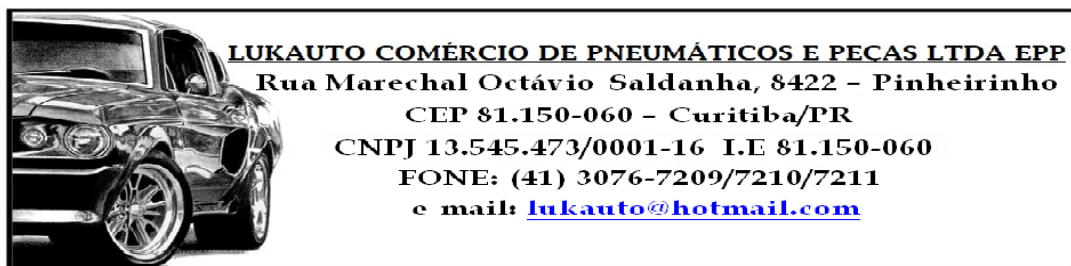 LUKAUTO COMÉRCIO DE PNEUMÁTICOS E PEÇAS LTDA EPP
Rua Marechal Octávio Saldanha, 8422 – Pinheirinho
CEP 81.150-060 – Curitiba/PR
CNPJ 13.545.473/0001-16 I.E 81.150-060
FONE: (41) 3076-7209/7210/7211
e mail: lukauto@hotmail.com